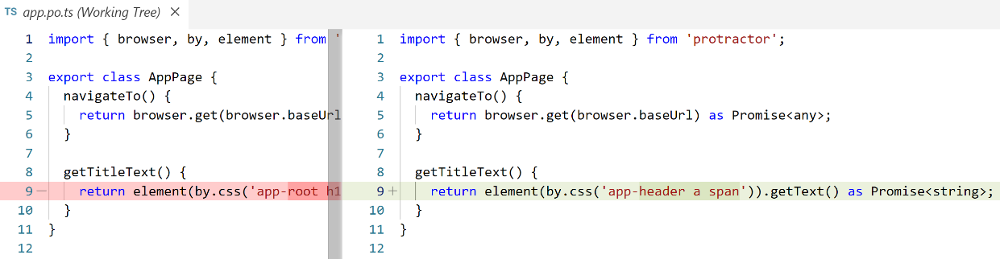 TS app.po.ts (Working Tree) ×
1 import { browser, by, element } from '
2
3 export class AppPage {
4 navigateTo() {
5 return browser.get(browser.baseUrl
6 }
7
8 getTitleText() {
9 — return element(by.css('app-root h1
10 }
11 }
12
1 import { browser, by, element } from 'protractor';
2
3 export class AppPage {
4 navigateTo() {
5 return browser.get(browser.baseUrl) as Promise<any>;
6 }
7
8 getTitleText() {
9 + return element(by.css('app-header a span')).getText() as Promise<string>;
10 }
11 }
12